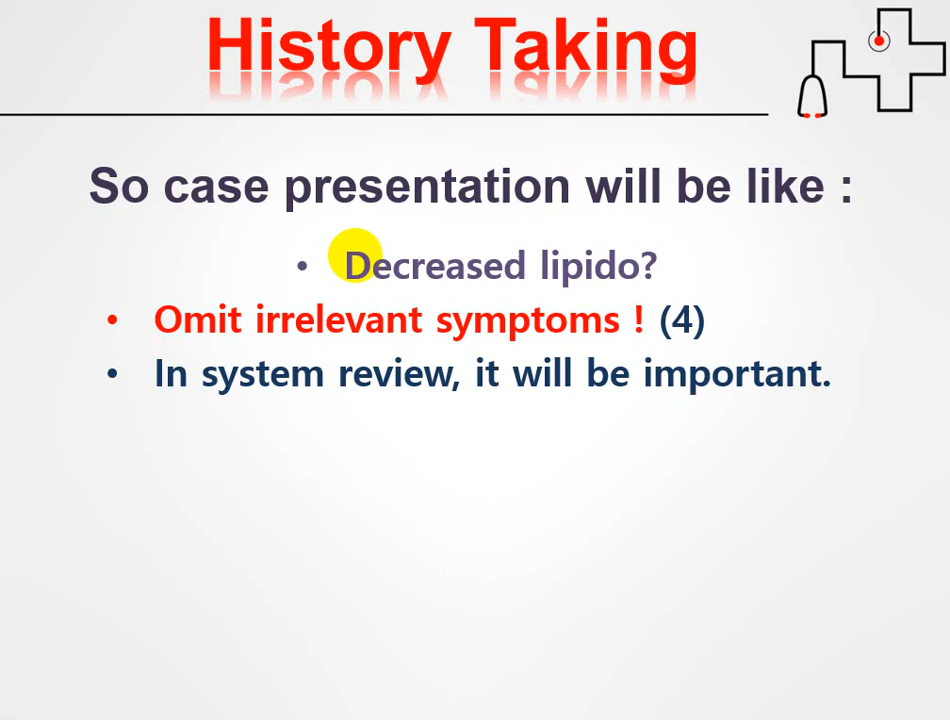 History Taking
So case presentation will be like :
• Decreased lipido?
• Omit irrelevant symptoms ! (4)
• In system review, it will be important.